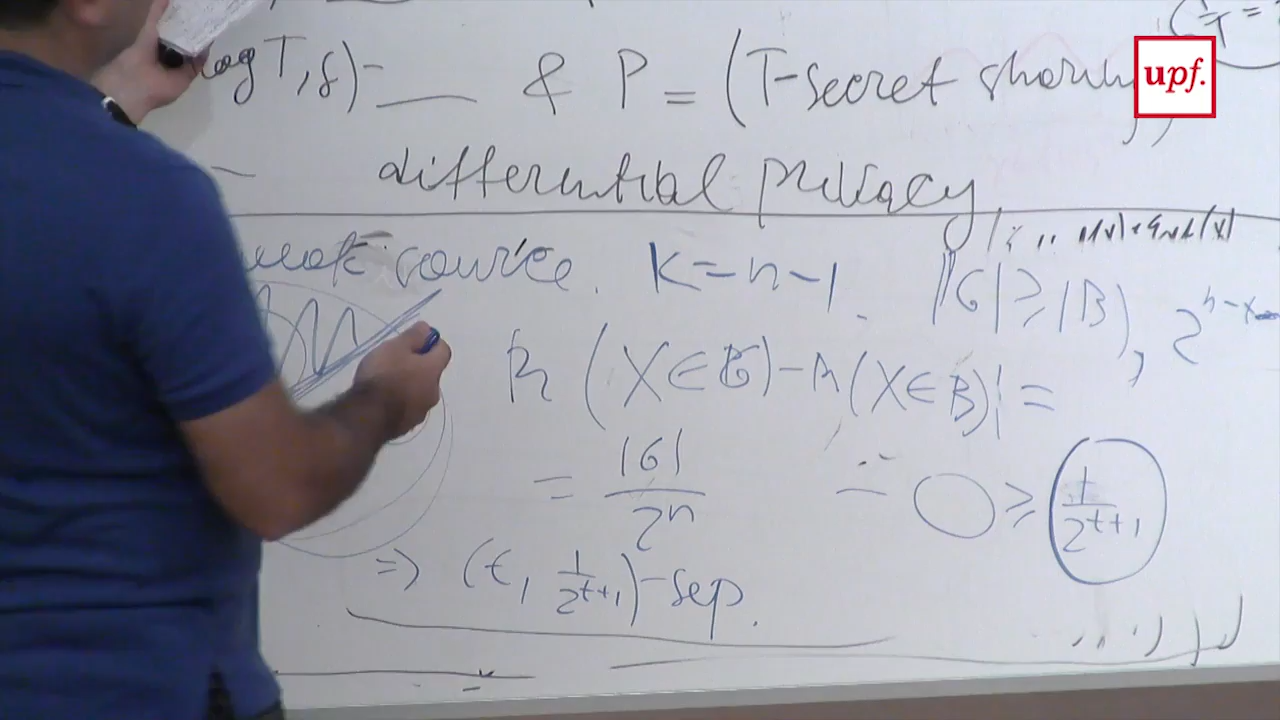 log T, δ)- ___ & P = (T-secret sharing)
upf.
differential privacy
weak source. k=n-1. |G| ≥ |B|, 2^{n-
Pr (X∈G)-Pr(X∈B)| =
= |G| / 2^n - ◯ ≥ 1/2^{t+1}
⇒ (t, 1/2^{t+1})-sep.